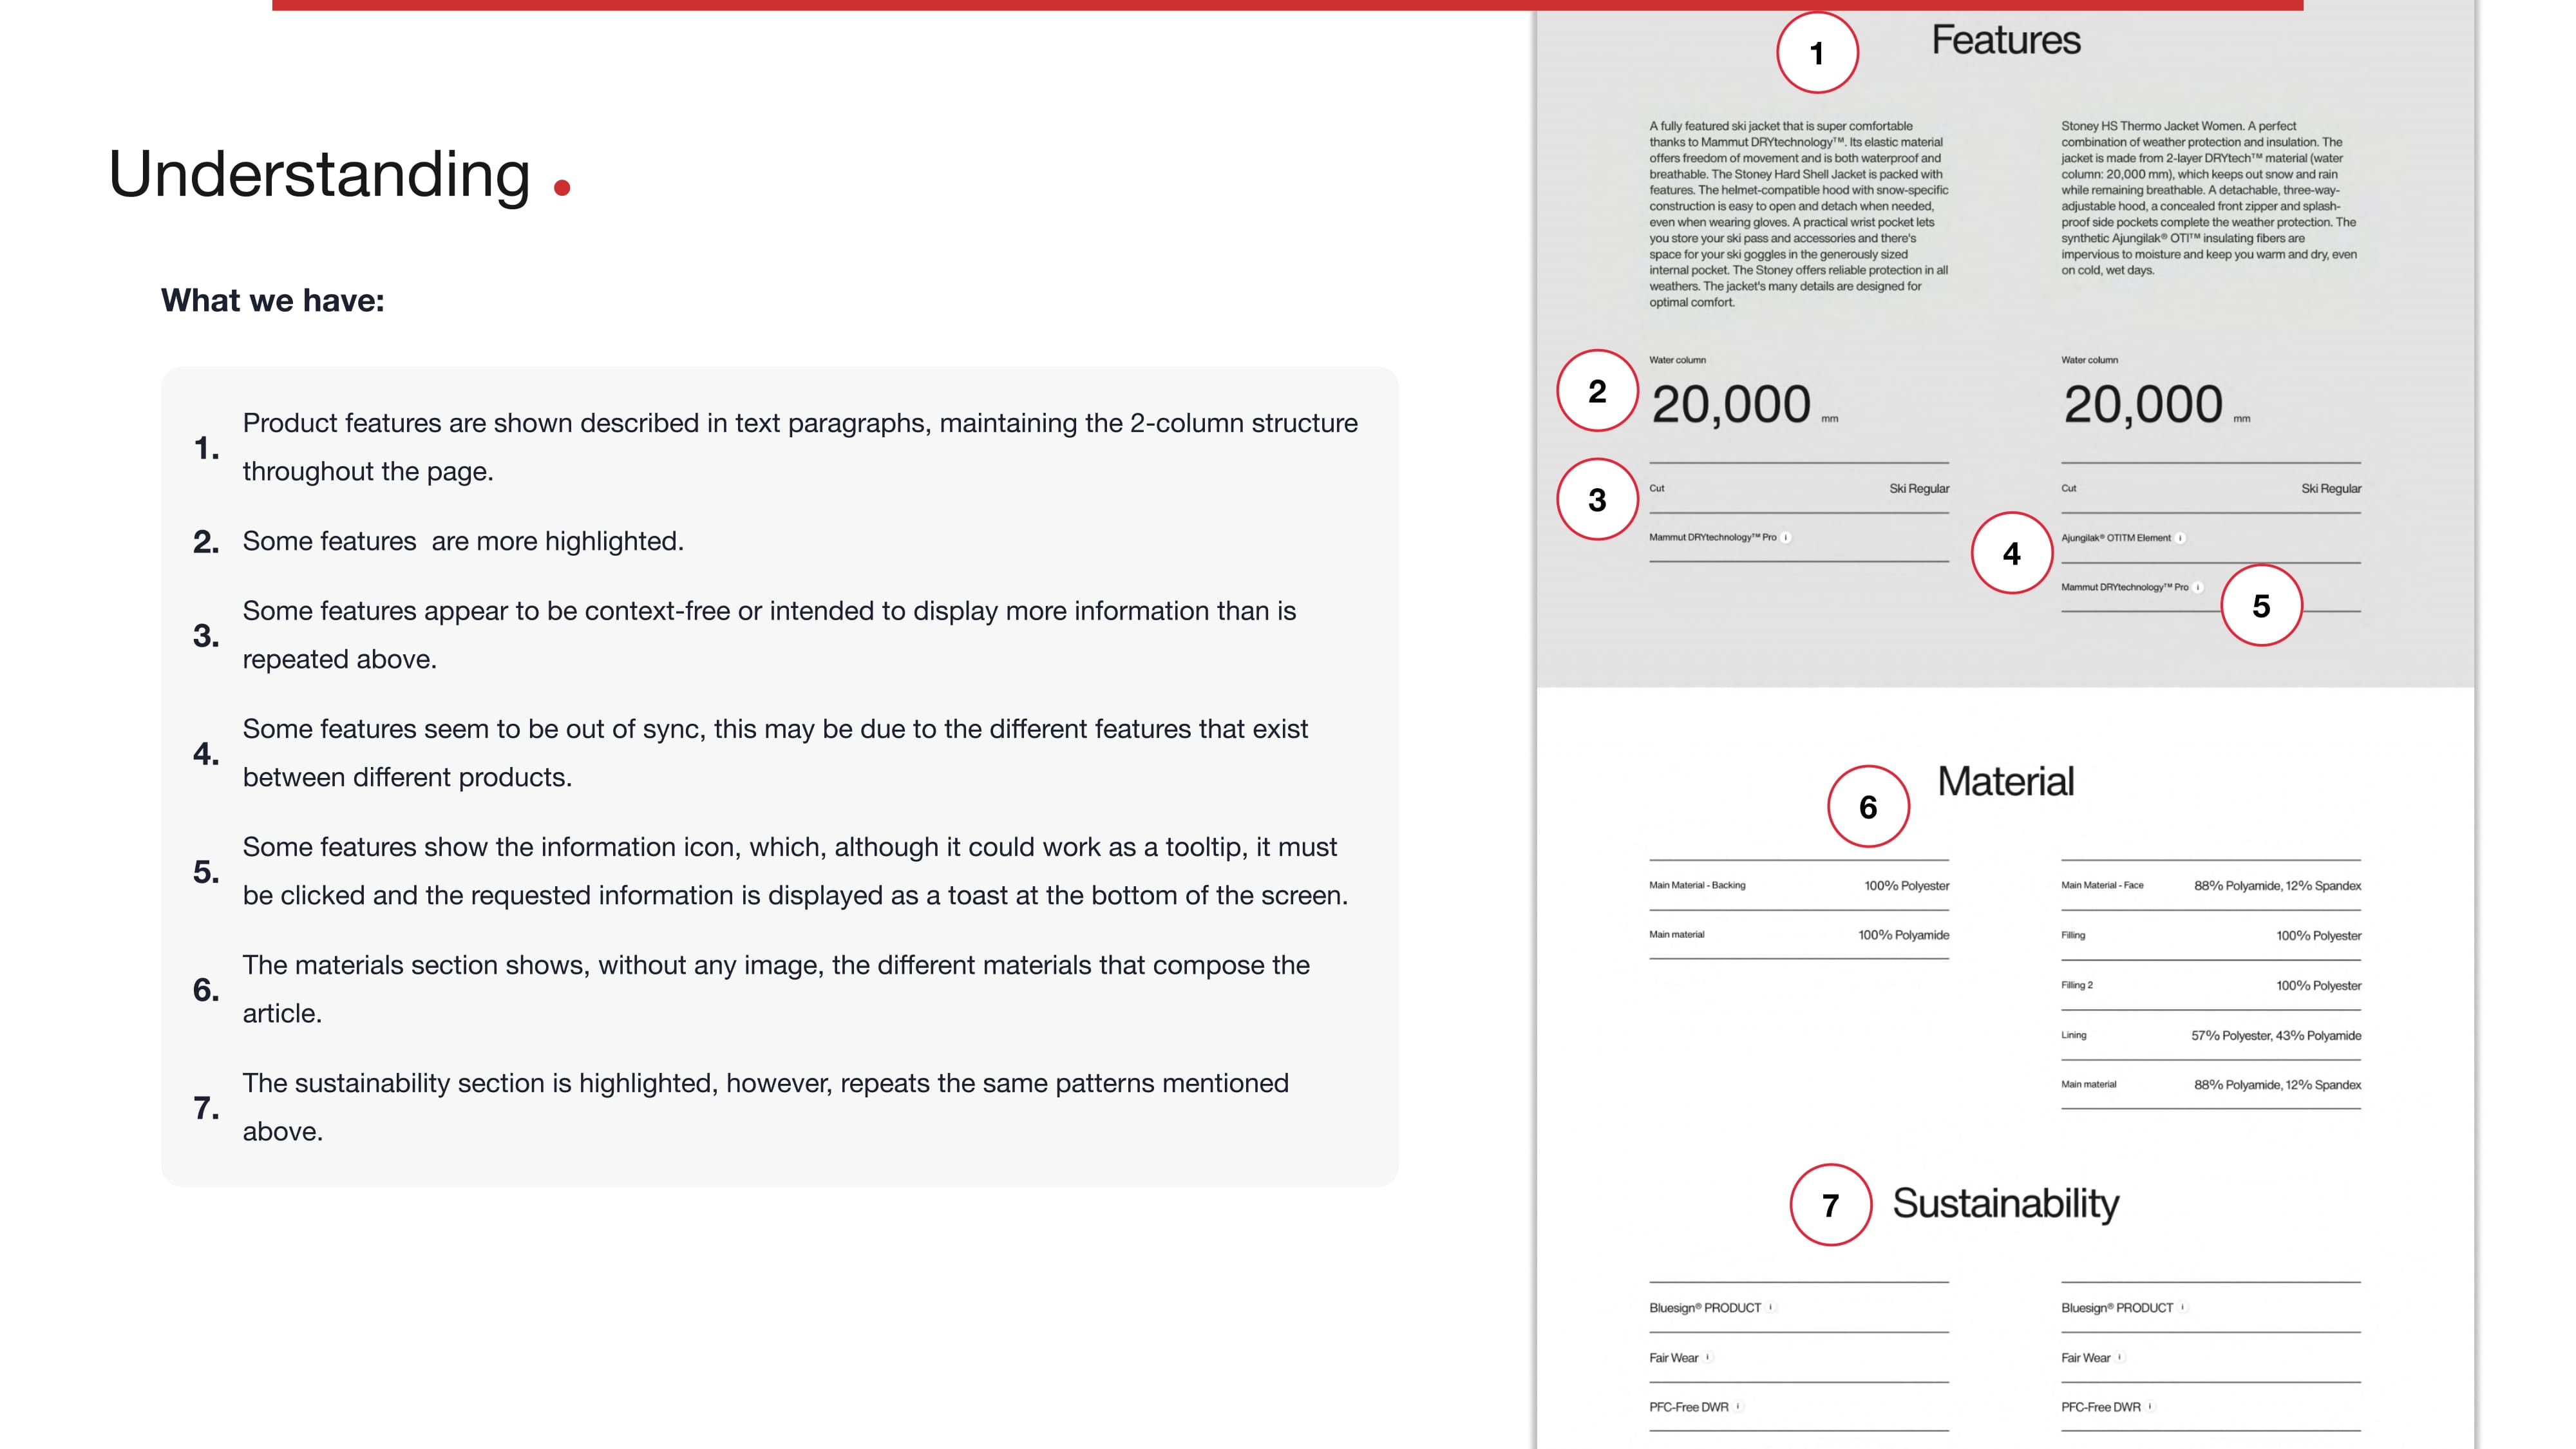 Understanding .
What we have:
1. Product features are shown described in text paragraphs, maintaining the 2-column structure
throughout the page.
2. Some features  are more highlighted.
3. Some features appear to be context-free or intended to display more information than is
repeated above.
4. Some features seem to be out of sync, this may be due to the different features that exist
between different products.
5. Some features show the information icon, which, although it could work as a tooltip, it must
be clicked and the requested information is displayed as a toast at the bottom of the screen.
6. The materials section shows, without any image, the different materials that compose the
article.
7. The sustainability section is highlighted, however, repeats the same patterns mentioned
above.
1
Features
A fully featured ski jacket that is super comfortable
thanks to Mammut DRYtechnology™. Its elastic material
offers freedom of movement and is both waterproof and
breathable. The Stoney Hard Shell Jacket is packed with
features. The helmet-compatible hood with snow-specific
construction is easy to open and detach when needed,
even when wearing gloves. A practical wrist pocket lets
you store your ski pass and accessories and there's
space for your ski goggles in the generously sized
internal pocket. The Stoney offers reliable protection in all
weathers. The jacket's many details are designed for
optimal comfort.
Stoney HS Thermo Jacket Women. A perfect
combination of weather protection and insulation. The
jacket is made from 2-layer DRYtech™ material (water
column: 20,000 mm), which keeps out snow and rain
while remaining breathable. A detachable, three-way-
adjustable hood, a concealed front zipper and splash-
proof side pockets complete the weather protection. The
synthetic Ajungilak® OTI™ insulating fibers are
impervious to moisture and keep you warm and dry, even
on cold, wet days.
2
Water column
20,000 mm
Water column
20,000 mm
3
Cut Ski Regular
Mammut DRYtechnology™ Pro i
Cut Ski Regular
4
Ajungilak® OTITM Element i
Mammut DRYtechnology™ Pro i
5
6
Material
Main Material - Backing 100% Polyester
Main material 100% Polyamide
Main Material - Face 88% Polyamide, 12% Spandex
Filling 100% Polyester
Filling 2 100% Polyester
Lining 57% Polyester, 43% Polyamide
Main material 88% Polyamide, 12% Spandex
7
Sustainability
Bluesign® PRODUCT i
Fair Wear i
PFC-Free DWR i
Bluesign® PRODUCT i
Fair Wear i
PFC-Free DWR i